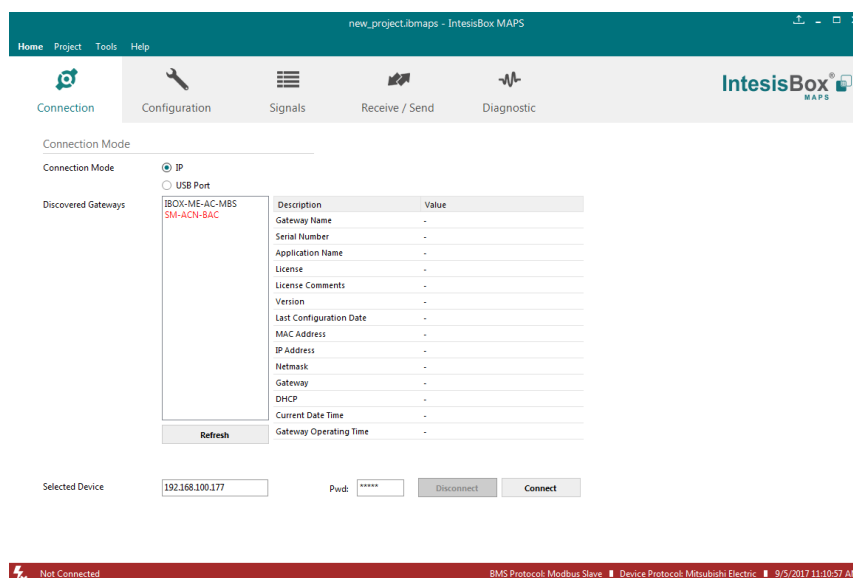 new_project.ibmaps - IntesisBox MAPS
Home Project Tools Help
Connection Configuration Signals Receive / Send Diagnostic
IntesisBox®
MAPS
Connection Mode
Connection Mode IP
USB Port
Discovered Gateways IBOX-ME-AC-MBS Description Value
SM-ACN-BAC
Gateway Name -
Serial Number -
Application Name -
License -
License Comments -
Version -
Last Configuration Date -
MAC Address -
IP Address -
Netmask -
Gateway -
DHCP -
Current Date Time -
Refresh Gateway Operating Time -
Selected Device 192.168.100.177 Pwd: ***** Disconnect Connect
Not Connected BMS Protocol: Modbus Slave Device Protocol: Mitsubishi Electric 9/5/2017 11:10:57 AM